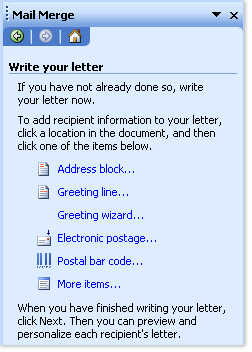 Mail Merge
Write your letter
If you have not already done so, write
your letter now.
To add recipient information to your letter,
click a location in the document, and then
click one of the items below.
Address block...
Greeting line...
Greeting wizard...
Electronic postage...
Postal bar code...
More items...
When you have finished writing your letter,
click Next. Then you can preview and
personalize each recipient's letter.